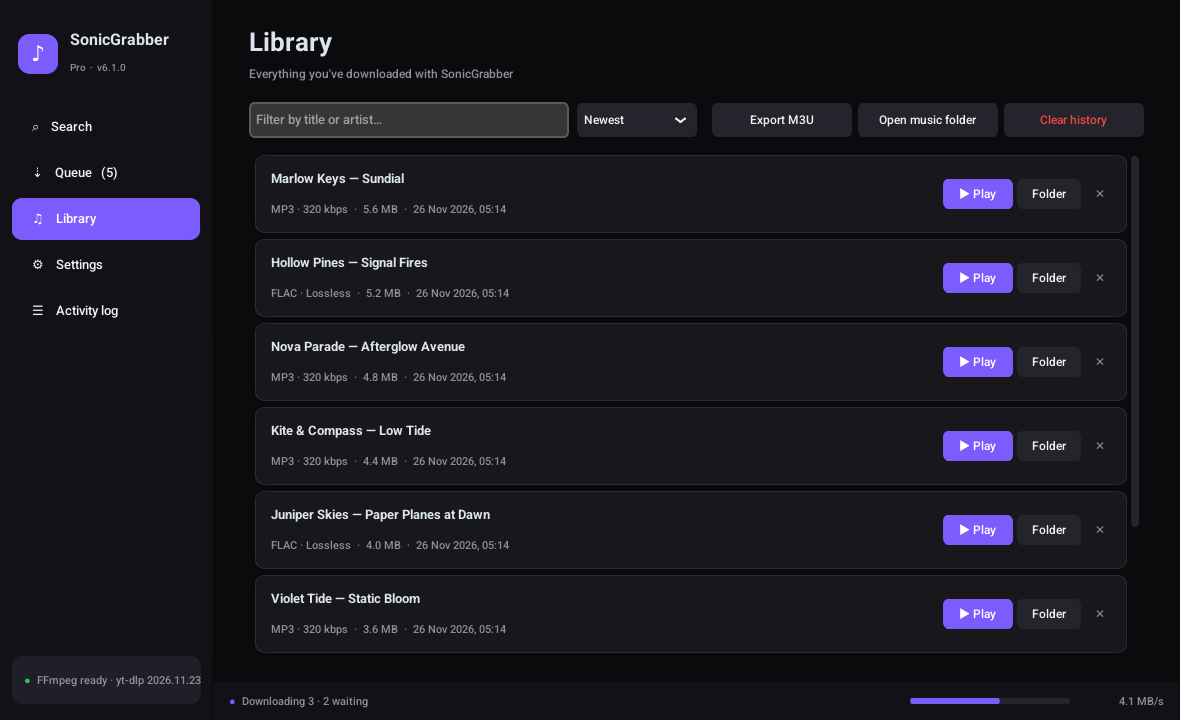 SonicGrabber
Pro · v6.1.0
Search
Queue (5)
Library
Settings
Activity log
FFmpeg ready · yt-dlp 2026.11.23
Library
Everything you've downloaded with SonicGrabber
Filter by title or artist… Newest Export M3U Open music folder Clear history
Marlow Keys — Sundial
MP3 · 320 kbps · 5.6 MB · 26 Nov 2026, 05:14
▶ Play Folder ×
Hollow Pines — Signal Fires
FLAC · Lossless · 5.2 MB · 26 Nov 2026, 05:14
▶ Play Folder ×
Nova Parade — Afterglow Avenue
MP3 · 320 kbps · 4.8 MB · 26 Nov 2026, 05:14
▶ Play Folder ×
Kite & Compass — Low Tide
MP3 · 320 kbps · 4.4 MB · 26 Nov 2026, 05:14
▶ Play Folder ×
Juniper Skies — Paper Planes at Dawn
FLAC · Lossless · 4.0 MB · 26 Nov 2026, 05:14
▶ Play Folder ×
Violet Tide — Static Bloom
MP3 · 320 kbps · 3.6 MB · 26 Nov 2026, 05:14
▶ Play Folder ×
Downloading 3 · 2 waiting
4.1 MB/s